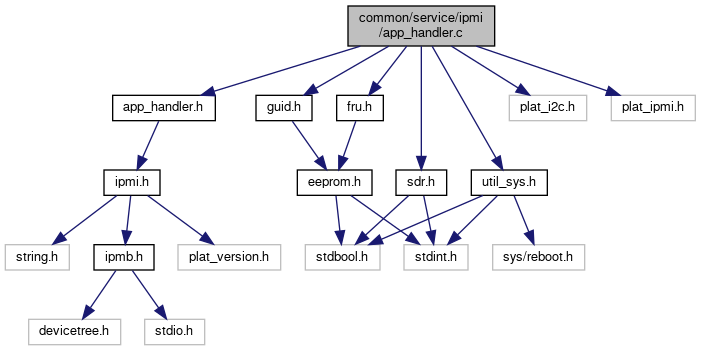 common/service/ipmi
/app_handler.c
app_handler.h
guid.h
fru.h
plat_i2c.h
plat_ipmi.h
ipmi.h
eeprom.h
sdr.h
util_sys.h
string.h
ipmb.h
plat_version.h
stdbool.h
stdint.h
sys/reboot.h
devicetree.h
stdio.h